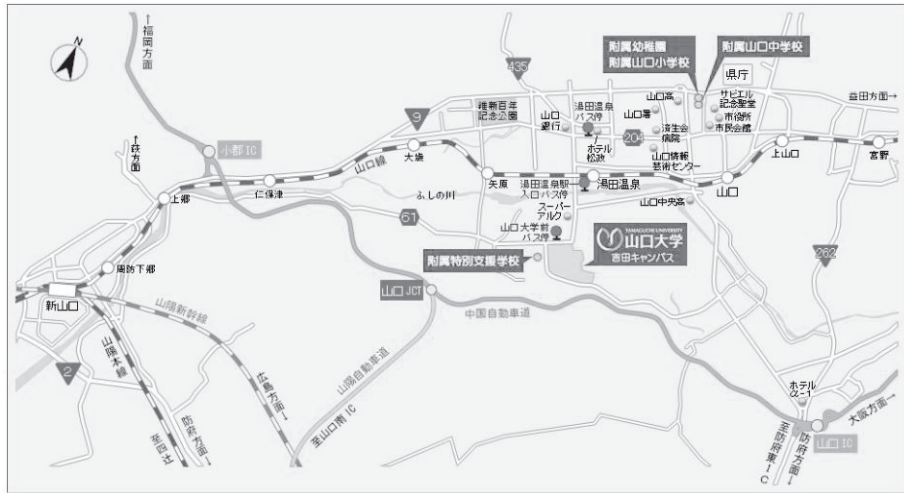 ←福岡方面
小郡IC
←萩方面
上郷
周防下郷
新山口
2
山陽本線
至四辻
防府方面→
山陽新幹線
広島方面→
至山口南IC
山陽自動車道
山口JCT
中国自動車道
仁保津
山口線
大歳
9
維新百年
記念公園
ふしの川
61
矢原
435
山口
銀行
湯田温泉
バス停
ホテル
松政
204
湯田温泉駅
入口バス停
湯田温泉
スーパー
アルク
山口大学前
バス停
附属特別支援学校
YAMAGUCHI UNIVERSITY
山口大学
吉田キャンパス
附属幼稚園
附属山口小学校
附属山口中学校
県庁
山口高
山口署
済生会
病院
山口情報
芸術センター
サビエル
記念聖堂
市役所
市民会館
益田方面→
上山口
宮野
山口
山口中央高
262
ホテル
α-1
大阪方面→
山口IC
防府方面→
至防府東IC